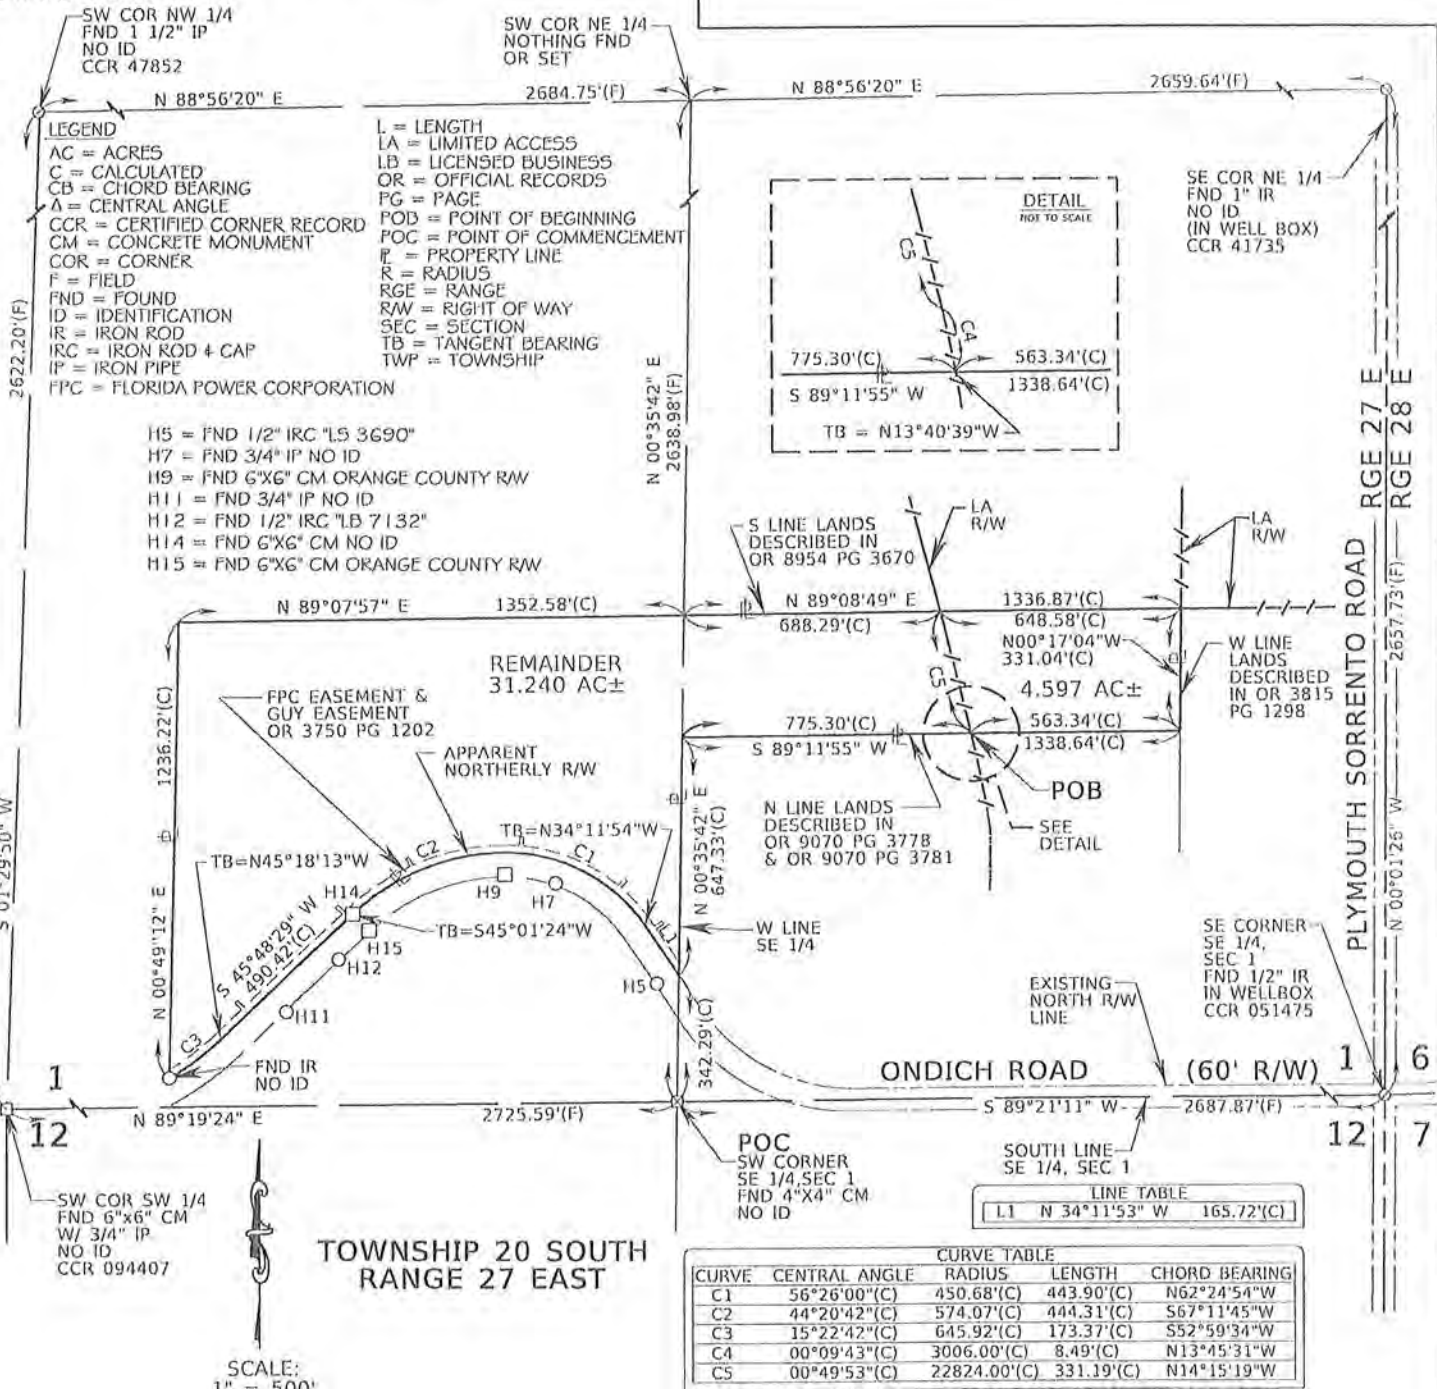 SW COR NW 1/4
FND 1 1/2" IP
NO ID
CCR 47852
SW COR NE 1/4
NOTHING FND
OR SET
N 88°56'20" E
2684.75'(F)
N 88°56'20" E
2659.64'(F)
SE COR NE 1/4
FND 1" IR
NO ID
(IN WELL BOX)
CCR 41735
LEGEND
AC = ACRES
C = CALCULATED
CB = CHORD BEARING
Δ = CENTRAL ANGLE
CCR = CERTIFIED CORNER RECORD
CM = CONCRETE MONUMENT
COR = CORNER
F = FIELD
FND = FOUND
ID = IDENTIFICATION
IR = IRON ROD
IRC = IRON ROD & CAP
IP = IRON PIPE
FPC = FLORIDA POWER CORPORATION
L = LENGTH
LA = LIMITED ACCESS
LB = LICENSED BUSINESS
OR = OFFICIAL RECORDS
PG = PAGE
POB = POINT OF BEGINNING
POC = POINT OF COMMENCEMENT
PL = PROPERTY LINE
R = RADIUS
RGE = RANGE
R/W = RIGHT OF WAY
SEC = SECTION
TB = TANGENT BEARING
TWP = TOWNSHIP
H5 = FND 1/2" IRC "LS 3690"
H7 = FND 3/4" IP NO ID
H9 = FND 6"X6" CM ORANGE COUNTY R/W
H11 = FND 3/4" IP NO ID
H12 = FND 1/2" IRC "LB 7132"
H14 = FND 6"X6" CM NO ID
H15 = FND 6"X6" CM ORANGE COUNTY R/W
2622.20'(F)
S 01°29'50" W
N 00°35'42" E
2638.98'(F)
DETAIL
NOT TO SCALE
C5
C4
775.30'(C)
563.34'(C)
S 89°11'55" W
1338.64'(C)
TB = N13°40'39"W
RGE 27 E
RGE 28 E
PLYMOUTH SORRENTO ROAD
2657.73'(F)
N 00°01'26" W
S LINE LANDS
DESCRIBED IN
OR 8954 PG 3670
LA
R/W
LA
R/W
N 89°07'57" E
1352.58'(C)
N 89°08'49" E
1336.87'(C)
688.29'(C)
648.58'(C)
N00°17'04"W
331.04'(C)
W LINE
LANDS
DESCRIBED
IN OR 3815
PG 1298
C5
4.597 AC±
REMAINDER
31.240 AC±
FPC EASEMENT &
GUY EASEMENT
OR 3750 PG 1202
APPARENT
NORTHERLY R/W
1236.22'(C)
N 00°49'12" E
775.30'(C)
563.34'(C)
S 89°11'55" W
1338.64'(C)
POB
SEE
DETAIL
N LINE LANDS
DESCRIBED IN
OR 9070 PG 3778
& OR 9070 PG 3781
N 00°35'42" E
647.33'(C)
TB=N34°11'54"W
TB=N45°18'13"W
C2
C1
H14
H9
H7
TB=S45°01'24"W
H15
H12
H11
S 45°48'29" W
490.42'(C)
C3
L1
H5
W LINE
SE 1/4
342.29'(C)
EXISTING
NORTH R/W
LINE
SE CORNER
SE 1/4,
SEC 1
FND 1/2" IR
IN WELLBOX
CCR 051475
FND IR
NO ID
ONDICH ROAD (60' R/W)
1
6
1
12
12
7
N 89°19'24" E
2725.59'(F)
S 89°21'11" W
2687.87'(F)
POC
SW CORNER
SE 1/4,SEC 1
FND 4"X4" CM
NO ID
SOUTH LINE
SE 1/4, SEC 1
SW COR SW 1/4
FND 6"x6" CM
W/ 3/4" IP
NO ID
CCR 094407
TOWNSHIP 20 SOUTH
RANGE 27 EAST
SCALE:
1" = 500'
LINE TABLE
L1 N 34°11'53" W 165.72'(C)
CURVE TABLE
CURVE CENTRAL ANGLE RADIUS LENGTH CHORD BEARING
C1 56°26'00"(C) 450.68'(C) 443.90'(C) N62°24'54"W
C2 44°20'42"(C) 574.07'(C) 444.31'(C) S67°11'45"W
C3 15°22'42"(C) 645.92'(C) 173.37'(C) S52°59'34"W
C4 00°09'43"(C) 3006.00'(C) 8.49'(C) N13°45'31"W
C5 00°49'53"(C) 22824.00'(C) 331.19'(C) N14°15'19"W